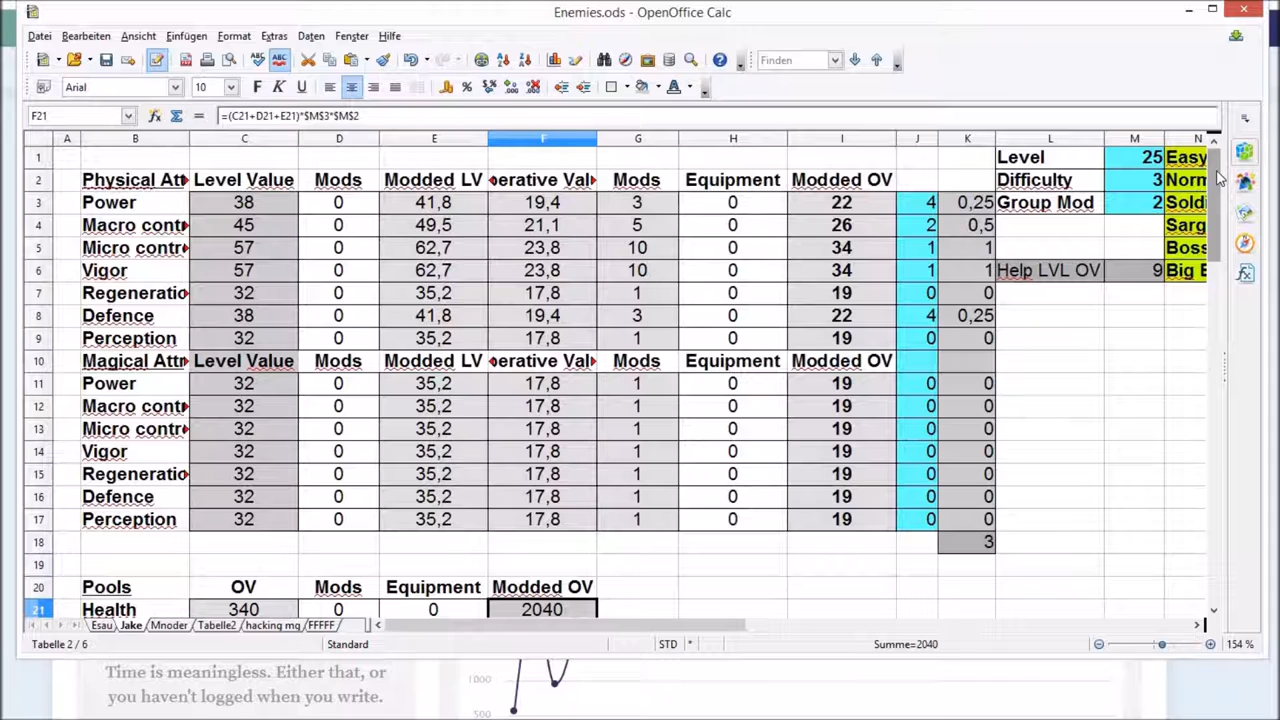 Enemies.ods - OpenOffice Calc
Datei Bearbeiten Ansicht Einfügen Format Extras Daten Fenster Hilfe
Finden
Arial 10
F21 =(C21+D21+E21)*$M$3*$M$2
A B C D E F G H I J K L M N
1 Level 25 Easy
2 Physical Att Level Value Mods Modded LV erative Val Mods Equipment Modded OV Difficulty 3 Norm
3 Power 38 0 41,8 19,4 3 0 22 4 0,25 Group Mod 2 Soldi
4 Macro contr 45 0 49,5 21,1 5 0 26 2 0,5 Sarg
5 Micro contr 57 0 62,7 23,8 10 0 34 1 1 Boss
6 Vigor 57 0 62,7 23,8 10 0 34 1 1 Help LVL OV 9 Big E
7 Regeneratio 32 0 35,2 17,8 1 0 19 0 0
8 Defence 38 0 41,8 19,4 3 0 22 4 0,25
9 Perception 32 0 35,2 17,8 1 0 19 0 0
10 Magical Attr Level Value Mods Modded LV erative Val Mods Equipment Modded OV
11 Power 32 0 35,2 17,8 1 0 19 0 0
12 Macro contr 32 0 35,2 17,8 1 0 19 0 0
13 Micro contr 32 0 35,2 17,8 1 0 19 0 0
14 Vigor 32 0 35,2 17,8 1 0 19 0 0
15 Regeneratio 32 0 35,2 17,8 1 0 19 0 0
16 Defence 32 0 35,2 17,8 1 0 19 0 0
17 Perception 32 0 35,2 17,8 1 0 19 0 0
18 3
19
20 Pools OV Mods Equipment Modded OV
21 Health 340 0 0 2040
Esau Jake Mnoder Tabelle2 hacking mg FFFFF
Tabelle 2 / 6 Standard STD * Summe=2040 154 %
Time is meaningless. Either that, or
you haven't logged when you write.
1000
500